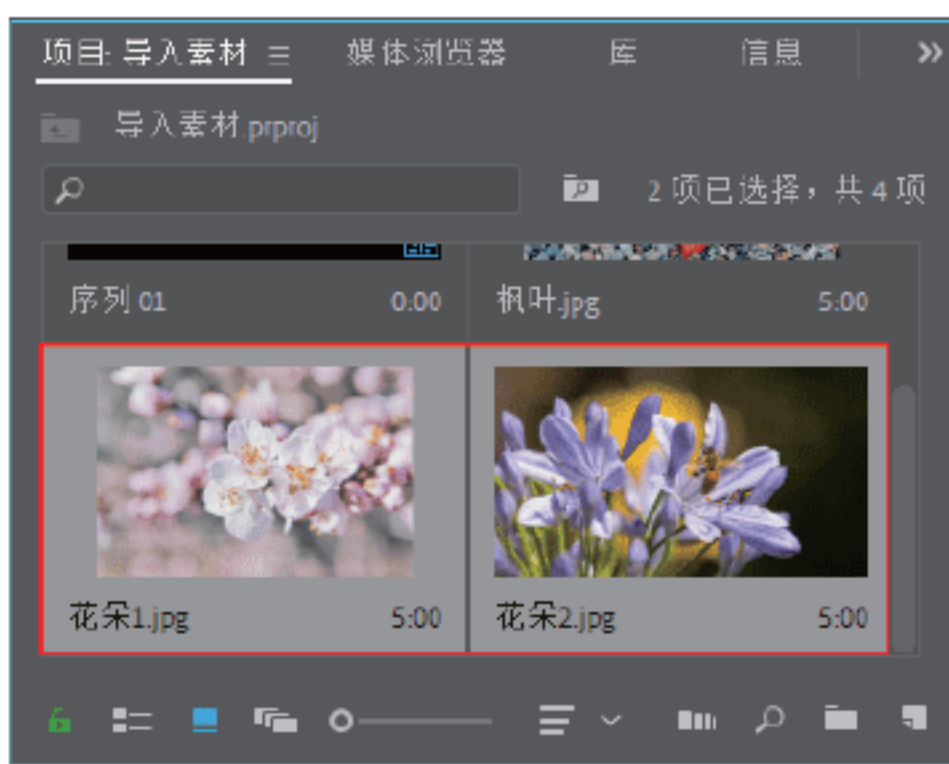 项目: 导入素材 媒体浏览器 库 信息
导入素材.prproj
2 项已选择，共 4 项
序列 01 0:00 枫叶.jpg 5:00
花朵1.jpg 5:00 花朵2.jpg 5:00